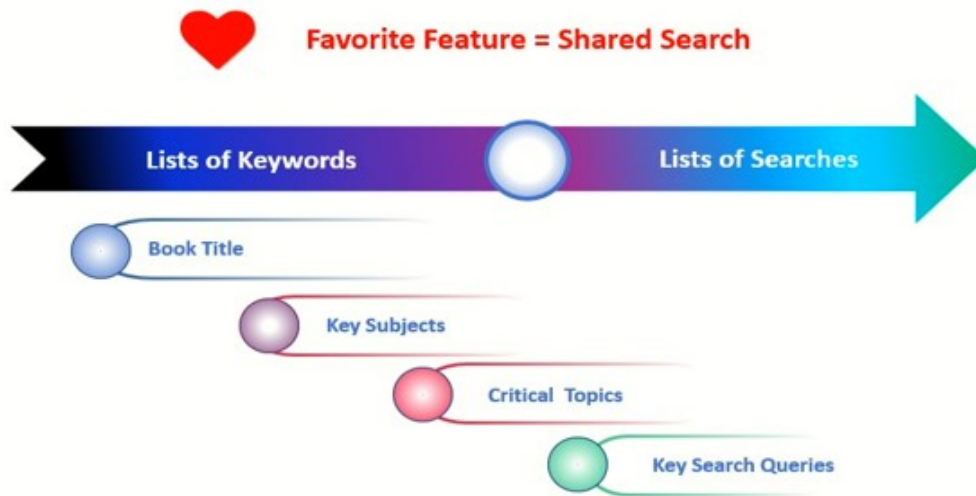 Favorite Feature = Shared Search
Lists of Keywords
Lists of Searches
Book Title
Key Subjects
Critical Topics
Key Search Queries